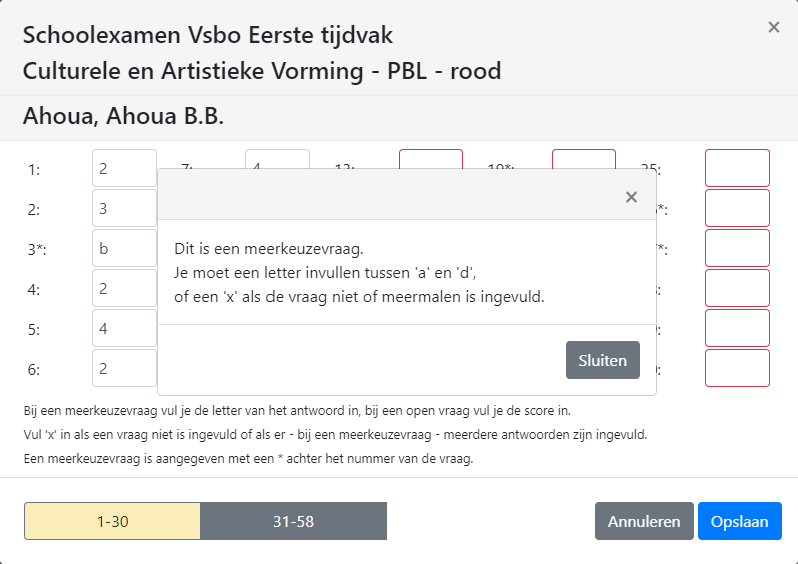 Schoolexamen Vsbo Eerste tijdvak
×
Culturele en Artistieke Vorming - PBL - rood
Ahoua, Ahoua B.B.
1: 2 7: 4 13: 19*: 25:
2: 3
3*: b
4: 2
5: 4
6: 2
×
Dit is een meerkeuzevraag.
Je moet een letter invullen tussen 'a' en 'd',
of een 'x' als de vraag niet of meermalen is ingevuld.
Sluiten
Bij een meerkeuzevraag vul je de letter van het antwoord in, bij een open vraag vul je de score in.
Vul 'x' in als een vraag niet is ingevuld of als er - bij een meerkeuzevraag - meerdere antwoorden zijn ingevuld.
Een meerkeuzevraag is aangegeven met een * achter het nummer van de vraag.
1-30 31-58 Annuleren Opslaan